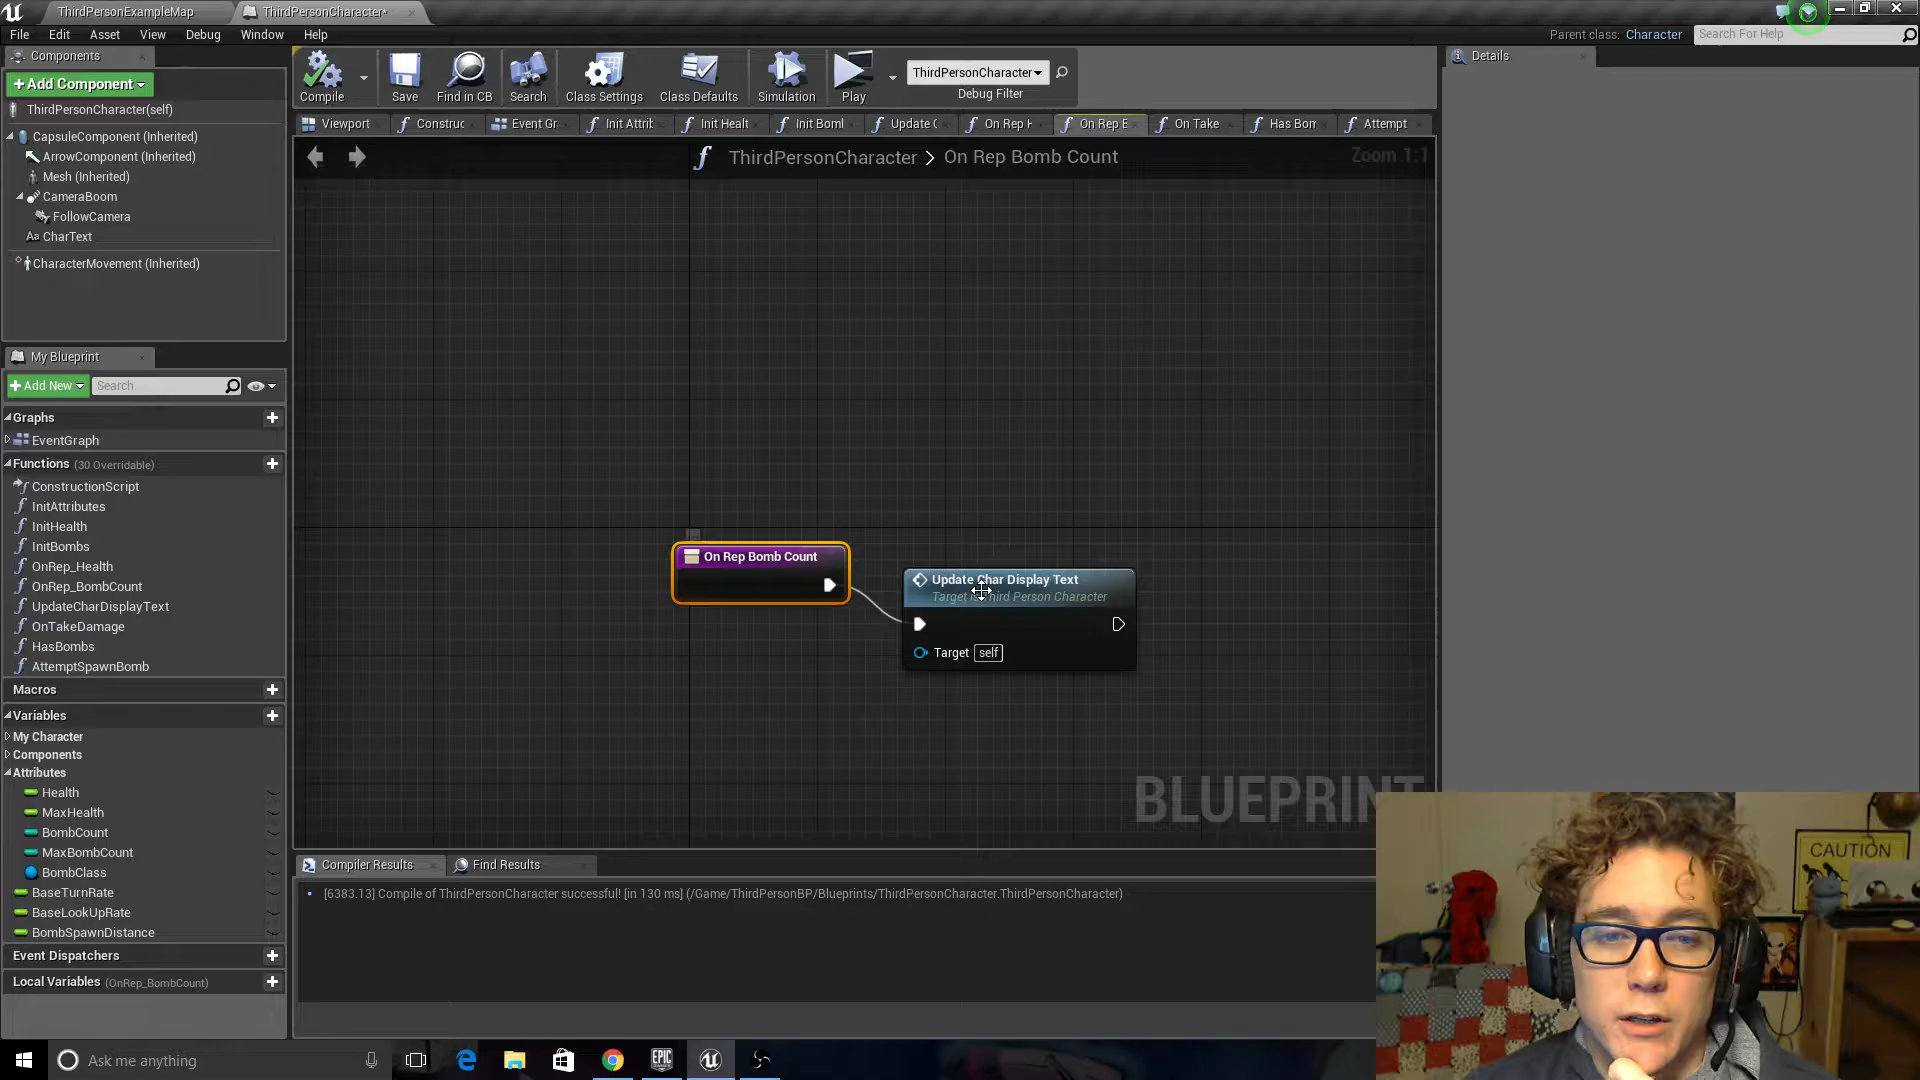 ThirdPersonExampleMap
ThirdPersonCharacter*
File Edit Asset View Debug Window Help
Parent class: Character
Search For Help
Components
+Add Component
ThirdPersonCharacter(self)
CapsuleComponent (Inherited)
ArrowComponent (Inherited)
Mesh (Inherited)
CameraBoom
FollowCamera
Aa CharText
CharacterMovement (Inherited)
Compile
Save
Find in CB
Search
Class Settings
Class Defaults
Simulation
Play
ThirdPersonCharacter
Debug Filter
Details
Viewport
Construc
Event Gr
Init Attrib
Init Healt
Init Boml
Update C
On Rep H
On Rep E
On Take
Has Bon
Attempt
ThirdPersonCharacter > On Rep Bomb Count
Zoom 1:1
My Blueprint
+Add New
Search
Graphs
EventGraph
Functions (30 Overridable)
ConstructionScript
InitAttributes
InitHealth
InitBombs
OnRep_Health
OnRep_BombCount
UpdateCharDisplayText
OnTakeDamage
HasBombs
AttemptSpawnBomb
Macros
Variables
My Character
Components
Attributes
Health
MaxHealth
BombCount
MaxBombCount
BombClass
BaseTurnRate
BaseLookUpRate
BombSpawnDistance
Event Dispatchers
Local Variables (OnRep_BombCount)
On Rep Bomb Count
Update Char Display Text
Target is Third Person Character
Target self
BLUEPRINT
Compiler Results
Find Results
[6383.13] Compile of ThirdPersonCharacter successful! [in 130 ms] (/Game/ThirdPersonBP/Blueprints/ThirdPersonCharacter.ThirdPersonCharacter)
CAUTION
Ask me anything
EPIC